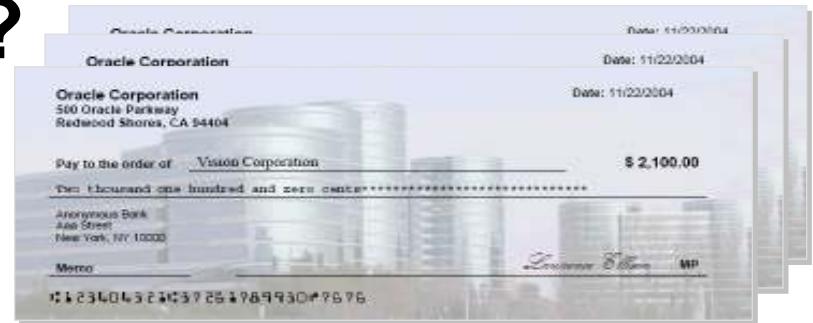 ?
Oracle Corporation Date: 11/22/2004
Oracle Corporation Date: 11/22/2004
Oracle Corporation Date: 11/22/2004
500 Oracle Parkway
Redwood Shores, CA 94404
Pay to the order of Vision Corporation $ 2,100.00
Two thousand one hundred and zero cents******************************
Anonymous Bank
Street
New York, NY 10000
MP
Memo